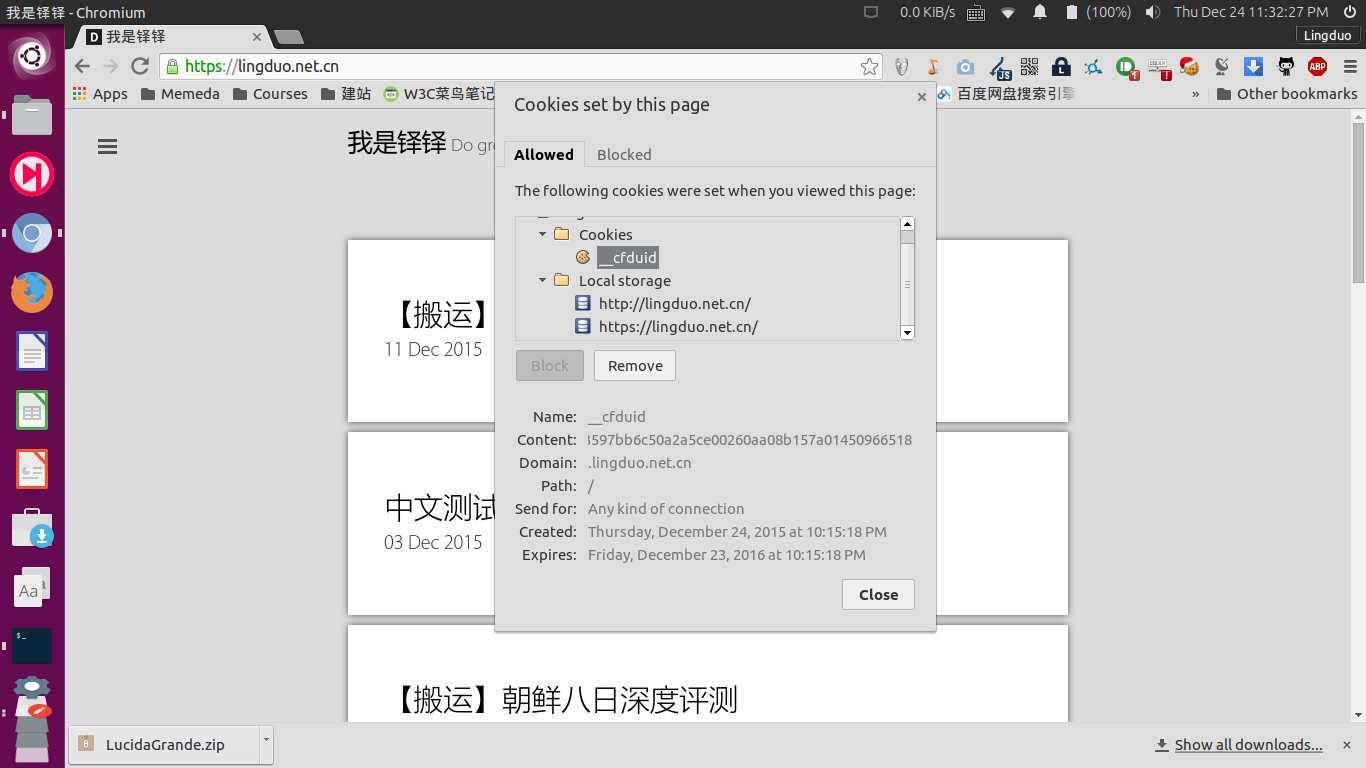 我是铎铎 - Chromium
0.0 KiB/s
(100%)
Thu Dec 24 11:32:27 PM
D 我是铎铎
Lingduo
https://lingduo.net.cn
JS
1
!
ABP
Apps
Memeda
Courses
建站
W3C菜鸟笔记
百度网盘搜索引擎
»
Other bookmarks
我是铎铎 Do gr
Cookies set by this page
Allowed
Blocked
The following cookies were set when you viewed this page:
Cookies
__cfduid
Local storage
http://lingduo.net.cn/
https://lingduo.net.cn/
Block
Remove
Name: __cfduid
Content: 3597bb6c50a2a5ce00260aa08b157a01450966518
Domain: .lingduo.net.cn
Path: /
Send for: Any kind of connection
Created: Thursday, December 24, 2015 at 10:15:18 PM
Expires: Friday, December 23, 2016 at 10:15:18 PM
Close
【搬运】
11 Dec 2015
中文测试
03 Dec 2015
【搬运】朝鲜八日深度评测
Aa
$_
LucidaGrande.zip
Show all downloads...